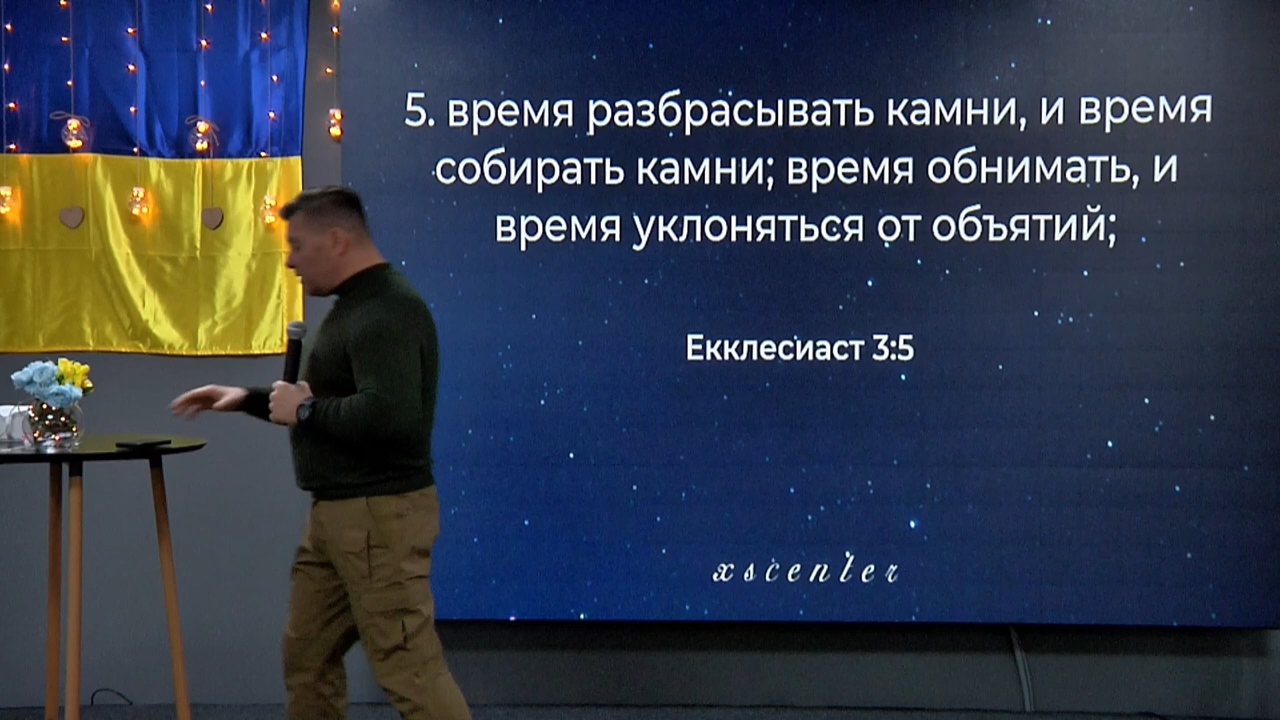 5. время разбрасывать камни, и время
собирать камни; время обнимать, и
время уклоняться от объятий;
Екклесиаст 3:5
xscenter